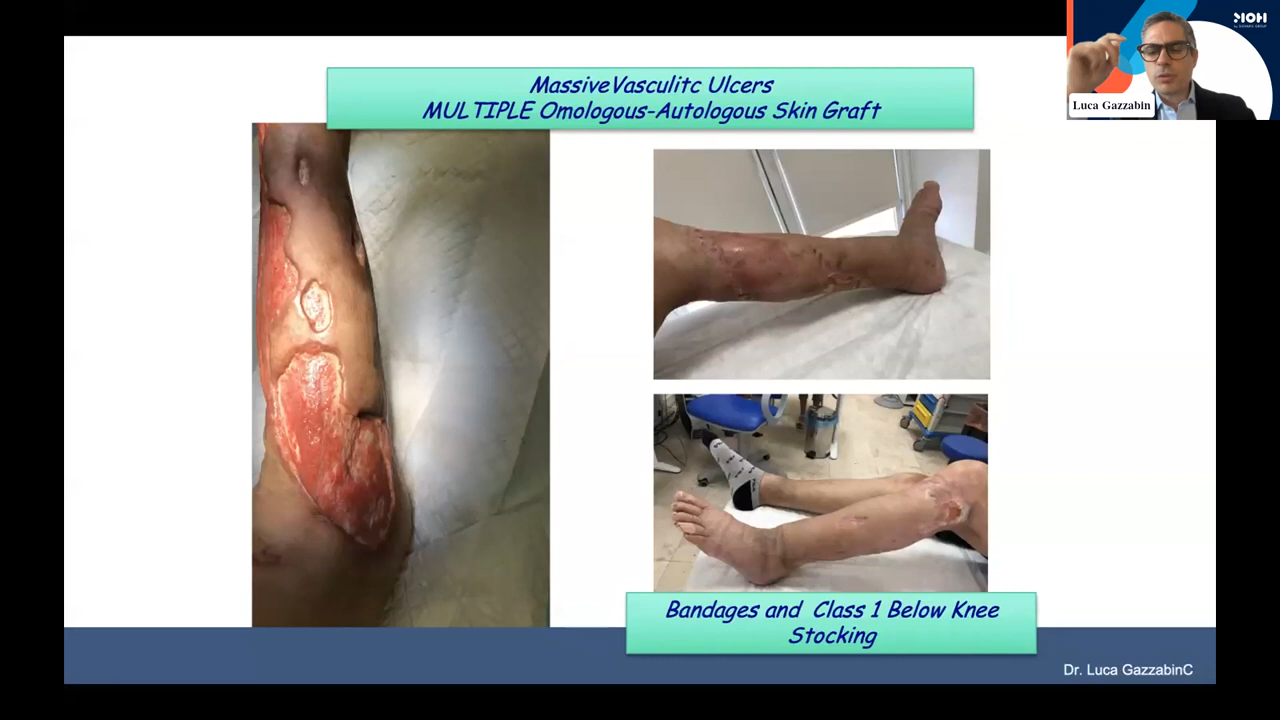 MassiveVasculitc Ulcers
MULTIPLE Omologous-Autologous Skin Graft
MOH
Luca Gazzabin
Bandages and Class 1 Below Knee
Stocking
Dr. Luca GazzabinC